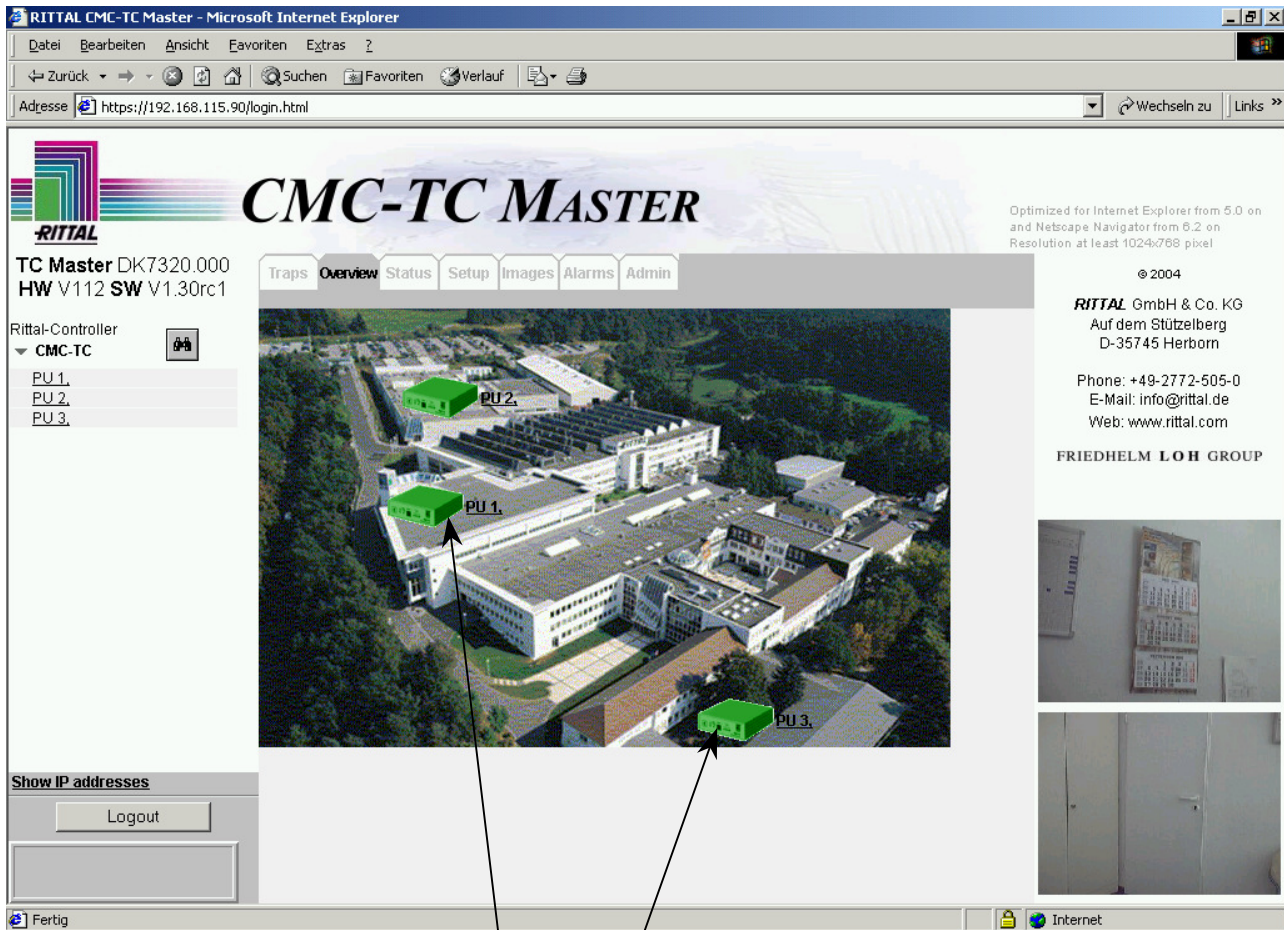 RITTAL CMC-TC Master - Microsoft Internet Explorer
Datei Bearbeiten Ansicht Favoriten Extras ?
Zurück Suchen Favoriten Verlauf
Adresse https://192.168.115.90/login.html Wechseln zu Links »
RITTAL
CMC-TC MASTER
Optimized for Internet Explorer from 5.0 on
and Netscape Navigator from 6.2 on
Resolution at least 1024x768 pixel
TC Master DK7320.000
HW V112 SW V1.30rc1
Rittal-Controller
CMC-TC
PU 1,
PU 2,
PU 3,
Traps Overview Status Setup Images Alarms Admin
PU 2,
PU 1,
PU 3,
© 2004
RITTAL GmbH & Co. KG
Auf dem Stützelberg
D-35745 Herborn
Phone: +49-2772-505-0
E-Mail: info@rittal.de
Web: www.rittal.com
FRIEDHELM LOH GROUP
Show IP addresses
Logout
Fertig Internet